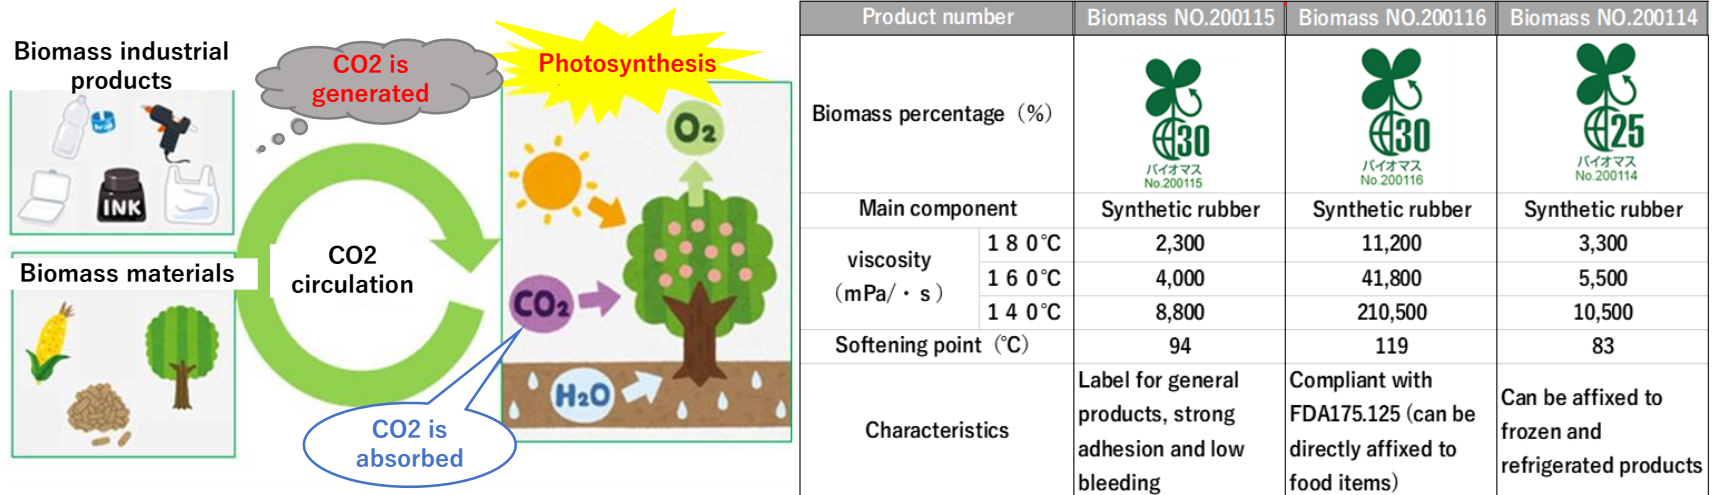 Biomass industrial
products
INK
Biomass materials
CO2 is
generated
CO2
circulation
CO2 is
absorbed
Photosynthesis
O₂
CO₂
H₂O
Product number
Biomass NO.200115
Biomass NO.200116
Biomass NO.200114
Biomass percentage（%）
30
バイオマス
No.200115
30
バイオマス
No.200116
25
バイオマス
No.200114
Main component
Synthetic rubber
Synthetic rubber
Synthetic rubber
viscosity
（mPa/・ｓ）
１８０℃
2,300
11,200
3,300
１６０℃
4,000
41,800
5,500
１４０℃
8,800
210,500
10,500
Softening point（℃）
94
119
83
Characteristics
Label for general
products, strong
adhesion and low
bleeding
Compliant with
FDA175.125 (can be
directly affixed to
food items)
Can be affixed to
frozen and
refrigerated products